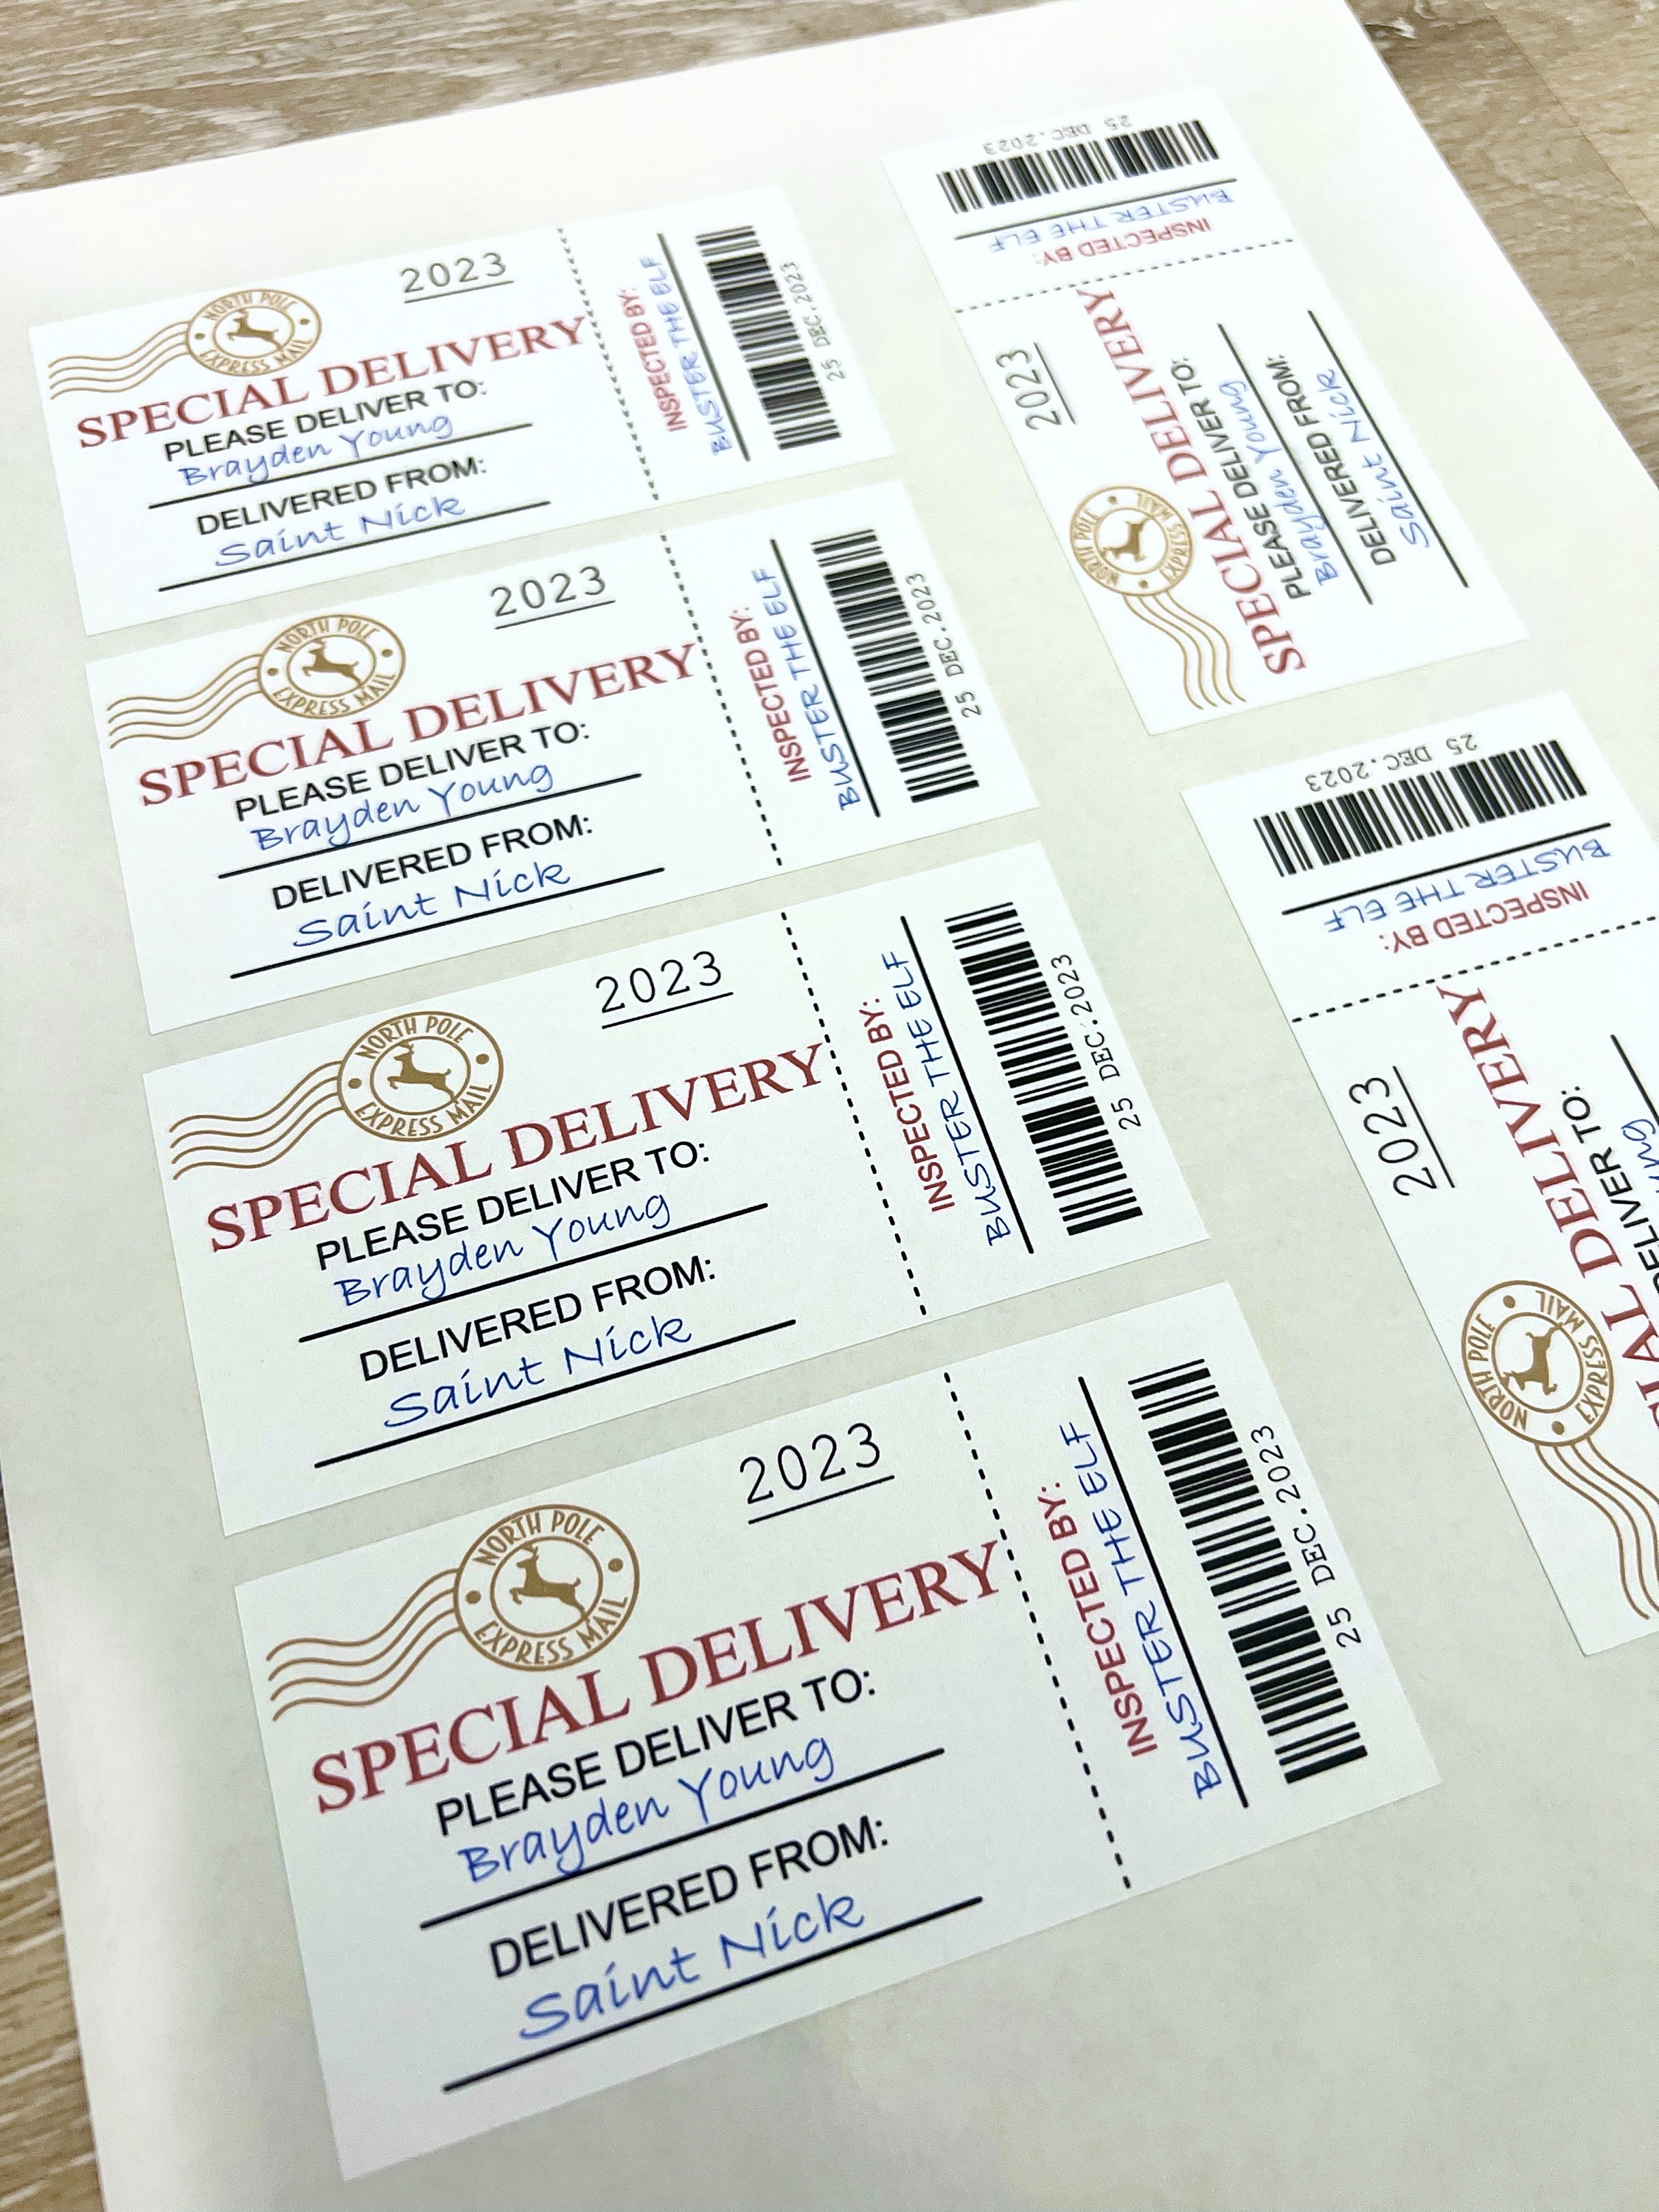 2023
NORTH POLE
EXPRESS MAIL
SPECIAL DELIVERY
PLEASE DELIVER TO:
Brayden Young
DELIVERED FROM:
Saint Nick
INSPECTED BY:
BUSTER THE ELF
25 DEC.2023
2023
NORTH POLE
EXPRESS MAIL
SPECIAL DELIVERY
PLEASE DELIVER TO:
Brayden Young
DELIVERED FROM:
Saint Nick
INSPECTED BY:
BUSTER THE ELF
25 DEC.2023
2023
NORTH POLE
EXPRESS MAIL
SPECIAL DELIVERY
PLEASE DELIVER TO:
Brayden Young
DELIVERED FROM:
Saint Nick
INSPECTED BY:
BUSTER THE ELF
25 DEC.2023
2023
NORTH POLE
EXPRESS MAIL
SPECIAL DELIVERY
PLEASE DELIVER TO:
Brayden Young
DELIVERED FROM:
Saint Nick
INSPECTED BY:
BUSTER THE ELF
25 DEC.2023
2023
NORTH POLE
EXPRESS MAIL
SPECIAL DELIVERY
PLEASE DELIVER TO:
Brayden Young
DELIVERED FROM:
Saint Nick
INSPECTED BY:
BUSTER THE ELF
25 DEC.2023
2023
NORTH POLE
EXPRESS MAIL
DELIVERY
TO:
INSPECTED BY:
BUSTER THE ELF
25 DEC.2023